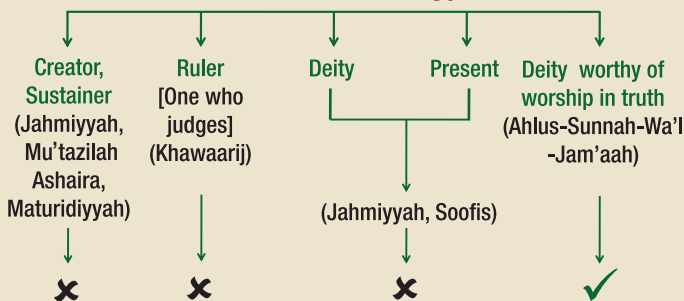 Creator,
Sustainer
(Jahmiyyah,
Mu'tazilah
Ashaira,
Maturidiyyah)
Ruler
[One who
judges]
(Khawaarij)
Deity
Present
(Jahmiyyah, Soofis)
Deity worthy of
worship in truth
(Ahlus-Sunnah-Wa'l
-Jam'aah)